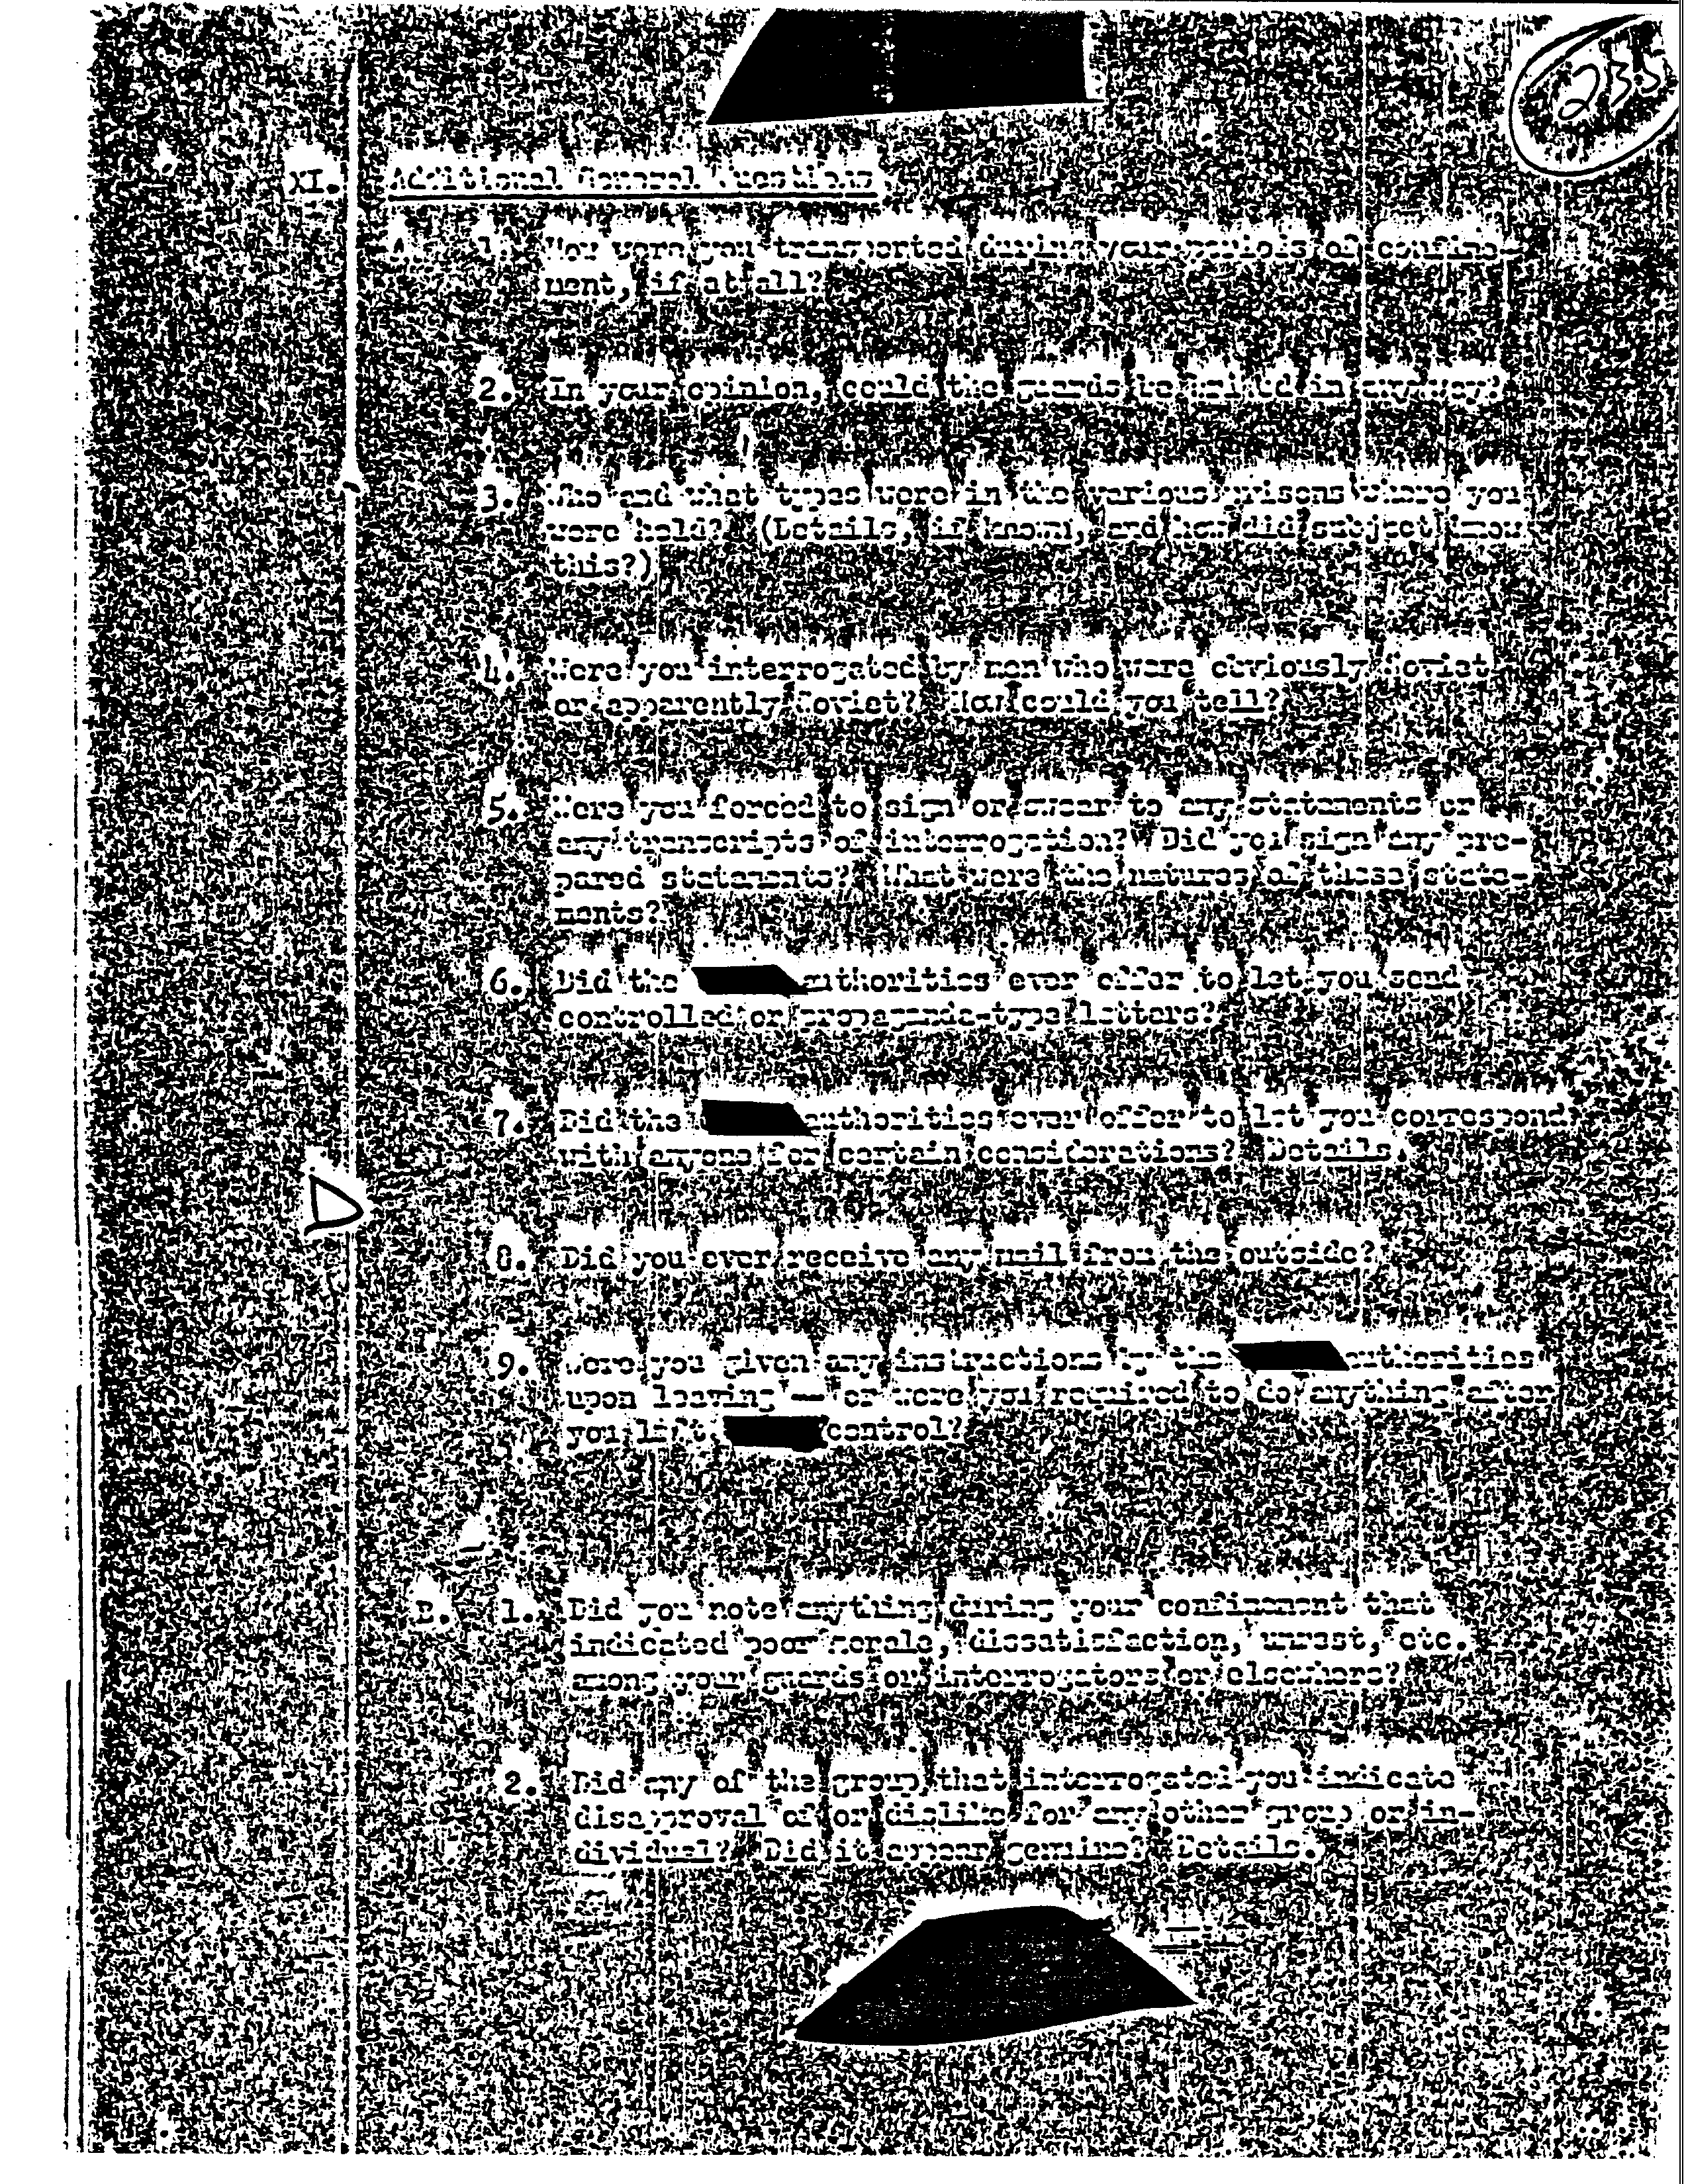 235
XI. Additional General Questions
A. 1. How were you transported during your periods of confine-
ment, if at all?
2. In your opinion, could the guards be in any way?
3. Who and what types were in the various prisons where you
were held? (Details, if known, and how did subject know
this?)
4. Were you interrogated by men who were obviously Soviet
or apparently Soviet? How could you tell?
5. Were you forced to sign or swear to any statements or
any transcripts of interrogation? Did you sign any pre-
pared statements? What were the natures of these state-
ments?
6. Did the authorities ever offer to let you send
controlled or propaganda-type letters?
7. Did the authorities ever offer to let you correspond
with anyone for certain considerations? Details.
8. Did you ever receive any mail from the outside?
9. Were you given any instructions by the authorities
upon leaving — or were you required to do anything after
you left control?
B. 1. Did you note anything during your confinement that
indicated poor morale, dissatisfaction, unrest, etc.
among your guards or interrogators or elsewhere?
2. Did any of the group that interrogated you indicate
disapproval of or dislike for any other group or in-
dividual? Did it appear genuine? Details.